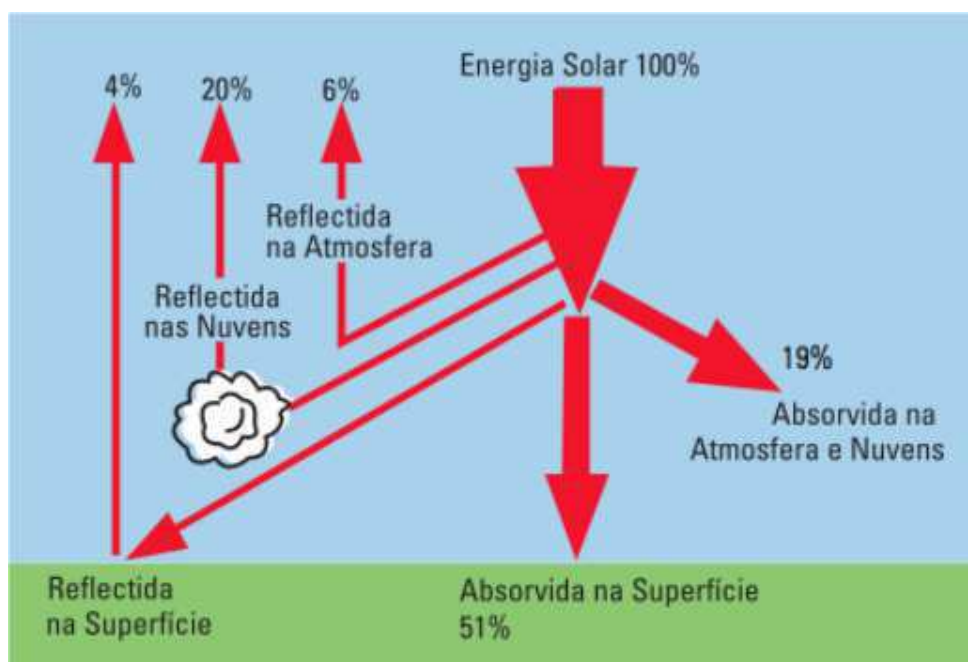 4%
20%
6%
Energia Solar 100%
Reflectida
na Atmosfera
Reflectida
nas Nuvens
19%
Absorvida na
Atmosfera e Nuvens
Reflectida
na Superfície
Absorvida na Superfície
51%